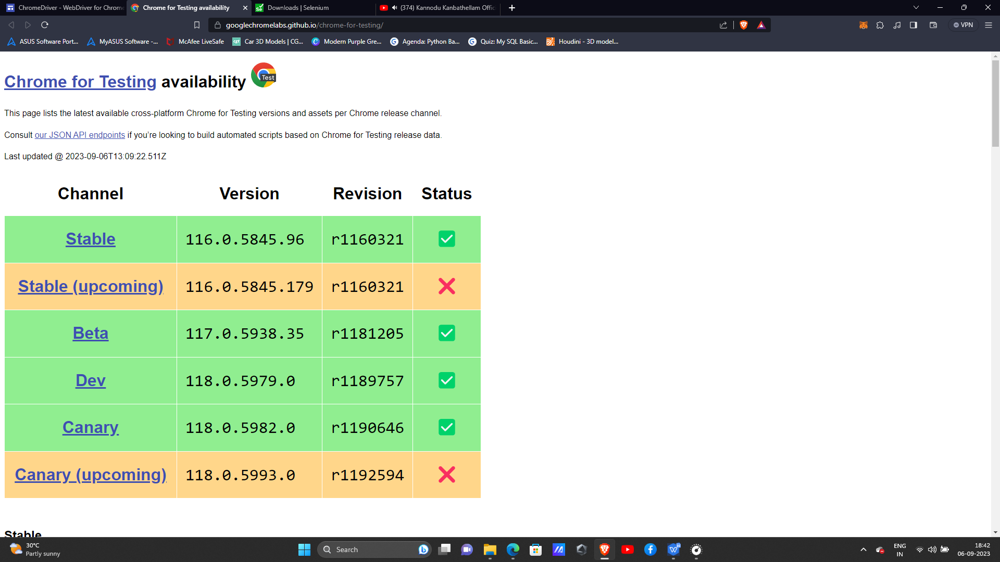 ChromeDriver - WebDriver for Chrome
Chrome for Testing availability
Downloads | Selenium
(374) Kannodu Kanbathellam Offic
googlechromelabs.github.io/chrome-for-testing/
VPN
ASUS Software Port...
MyASUS Software -...
McAfee LiveSafe
Car 3D Models | CG...
Modern Purple Gre...
Agenda: Python Ba...
Quiz: My SQL Basic...
Houdini - 3D model...
Chrome for Testing availability
Test
This page lists the latest available cross-platform Chrome for Testing versions and assets per Chrome release channel.
Consult our JSON API endpoints if you’re looking to build automated scripts based on Chrome for Testing release data.
Last updated @ 2023-09-06T13:09:22.511Z
Channel Version Revision Status
Stable 116.0.5845.96 r1160321 ✅
Stable (upcoming) 116.0.5845.179 r1160321 ❌
Beta 117.0.5938.35 r1181205 ✅
Dev 118.0.5979.0 r1189757 ✅
Canary 118.0.5982.0 r1190646 ✅
Canary (upcoming) 118.0.5993.0 r1192594 ❌
Stable
30°C
Partly sunny
Search
ENG
IN
18:42
06-09-2023